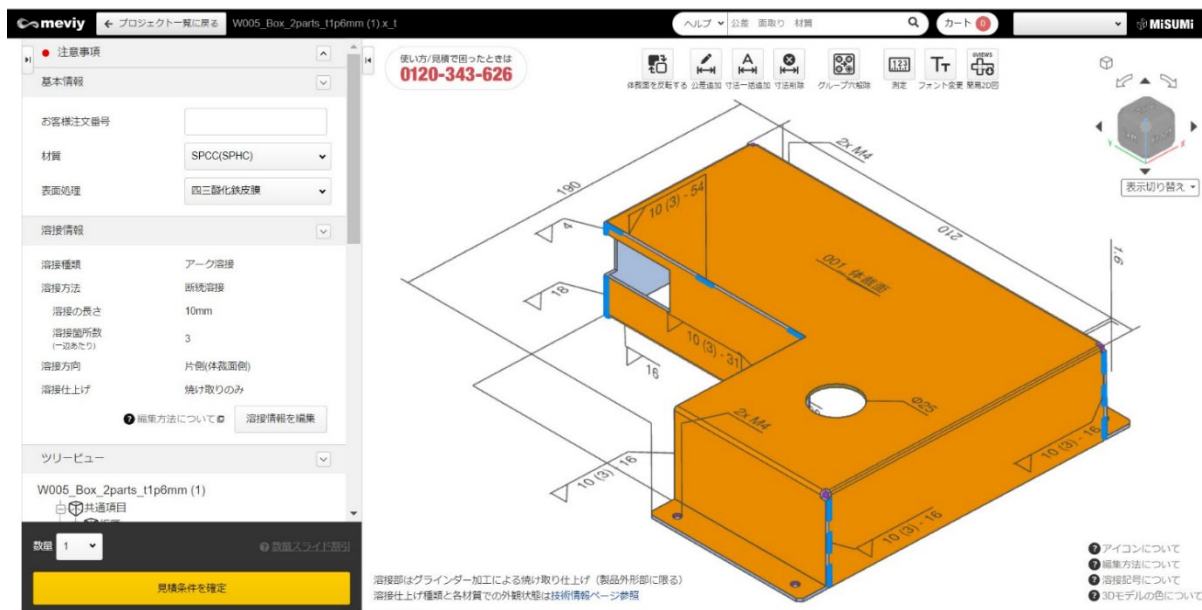 meviy
← プロジェクト一覧に戻る
W005_Box_2parts_t1p6mm (1).x_t
ヘルプ
公差 面取り 材質
カート 0
MiSUMi
注意事項
基本情報
お客様注文番号
材質
SPCC(SPHC)
表面処理
四三酸化鉄皮膜
溶接情報
溶接種類
アーク溶接
溶接方法
断続溶接
溶接の長さ
10mm
溶接箇所数
(一辺あたり)
3
溶接方向
片側(体裁面側)
溶接仕上げ
焼け取りのみ
編集方法について
溶接情報を編集
ツリービュー
W005_Box_2parts_t1p6mm (1)
共通項目
数量
1
数量スライド割引
見積条件を確定
使い方/見積で困ったときは
0120-343-626
体裁面を反転する
公差追加
寸法一括追加
寸法削除
グループ穴解除
測定
フォント変更
6VIEWS
簡易2D図
表示切り替え
190
2x M4
210
1.6
4
10 (3) - 54
001_体裁面
18
10 (3) - 31
16
2x M4
Φ25
10 (3) - 16
10 (3) - 16
10 (3) - 16
溶接部はグラインダー加工による焼け取り仕上げ（製品外形部に限る）
溶接仕上げ種類と各材質での外観状態は技術情報ページ参照
アイコンについて
編集方法について
溶接記号について
3Dモデルの色について